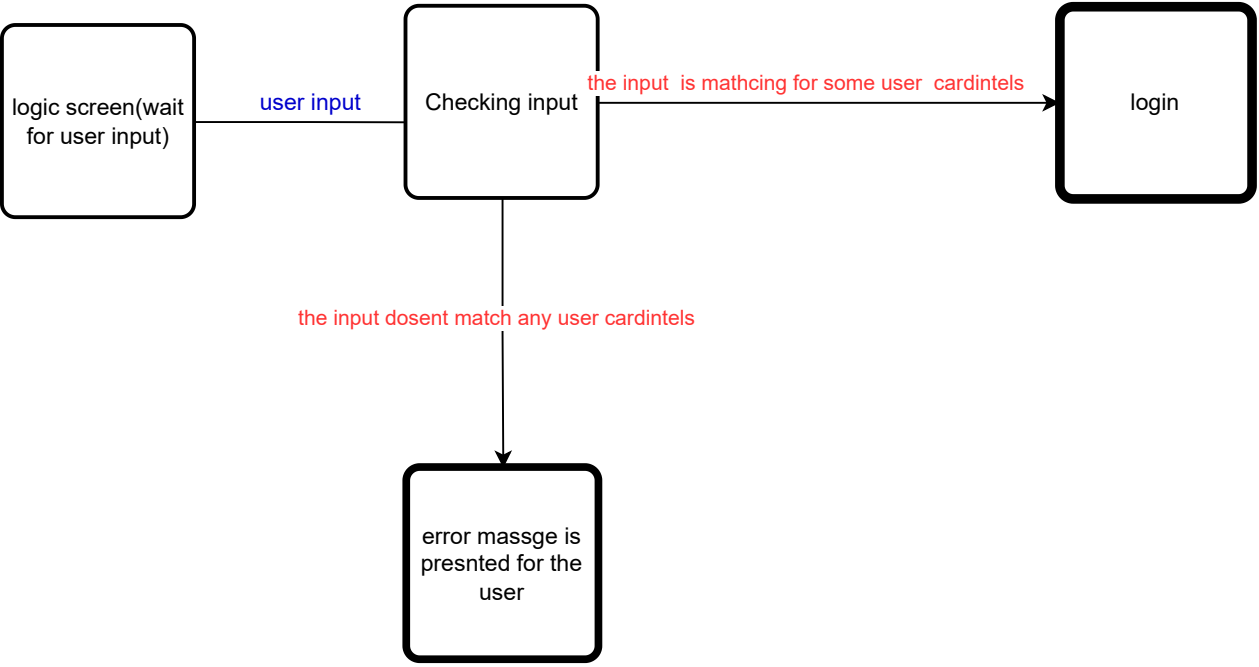 logic screen(wait
for user input)
user input
Checking input
the input  is mathcing for some user  cardintels
login
the input dosent match any user cardintels
error massge is
presnted for the
user